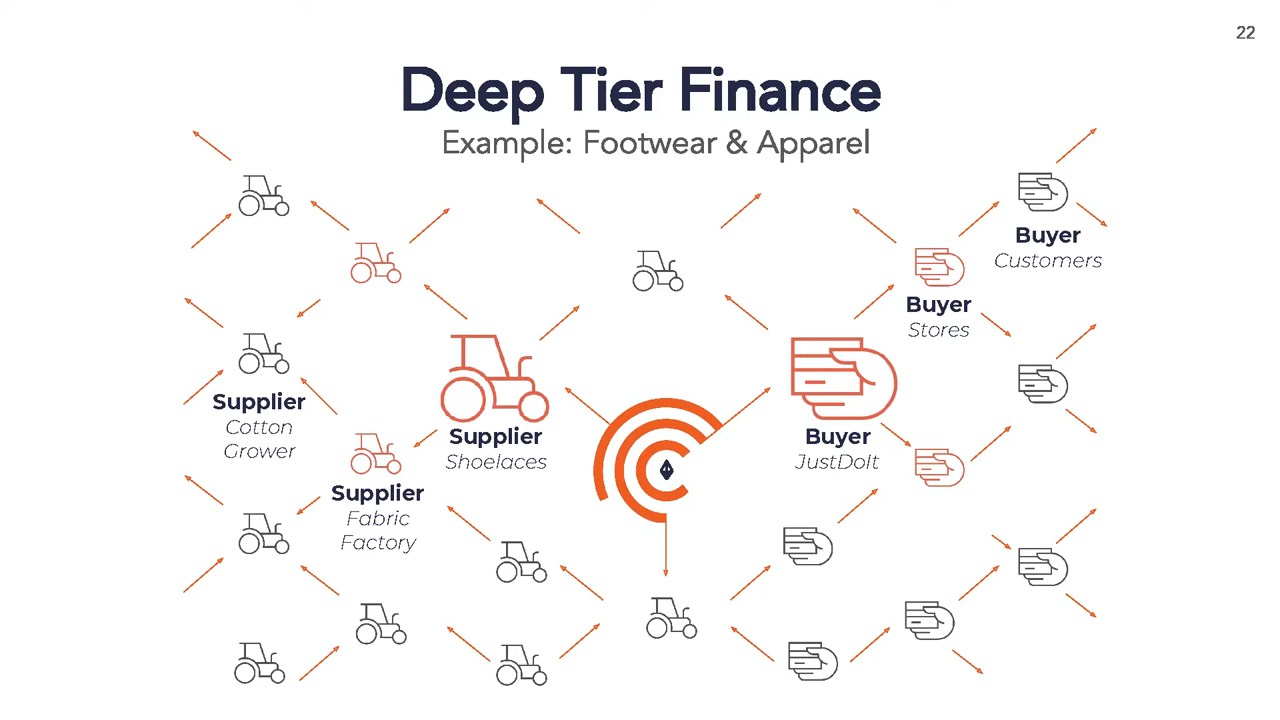 22
Deep Tier Finance
Example: Footwear & Apparel
Buyer
Customers
Buyer
Stores
Supplier
Cotton
Grower
Supplier
Shoelaces
Buyer
JustDoIt
Supplier
Fabric
Factory